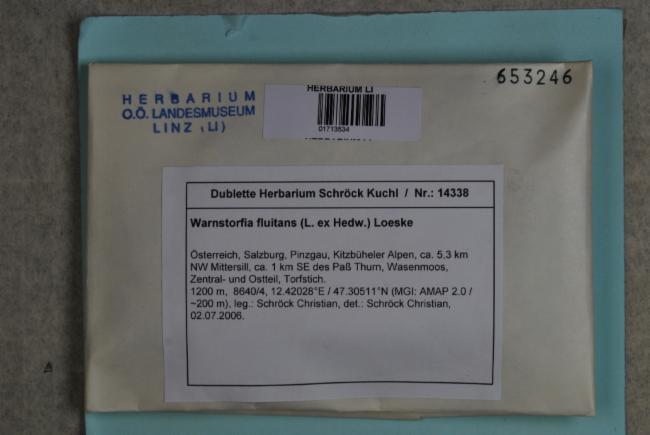 653246
HERBARIUM
O.Ö. LANDESMUSEUM
LINZ (LI)
HERBARIUM LI
01713534
Dublette Herbarium Schröck Kuchl / Nr.: 14338
Warnstorfia fluitans (L. ex Hedw.) Loeske
Österreich, Salzburg, Pinzgau, Kitzbüheler Alpen, ca. 5,3 km
NW Mittersill, ca. 1 km SE des Paß Thurn, Wasenmoos,
Zentral- und Ostteil, Torfstich.
1200 m, 8640/4, 12.42028°E / 47.30511°N (MGI: AMAP 2.0 /
~200 m), leg.: Schröck Christian, det.: Schröck Christian,
02.07.2006.